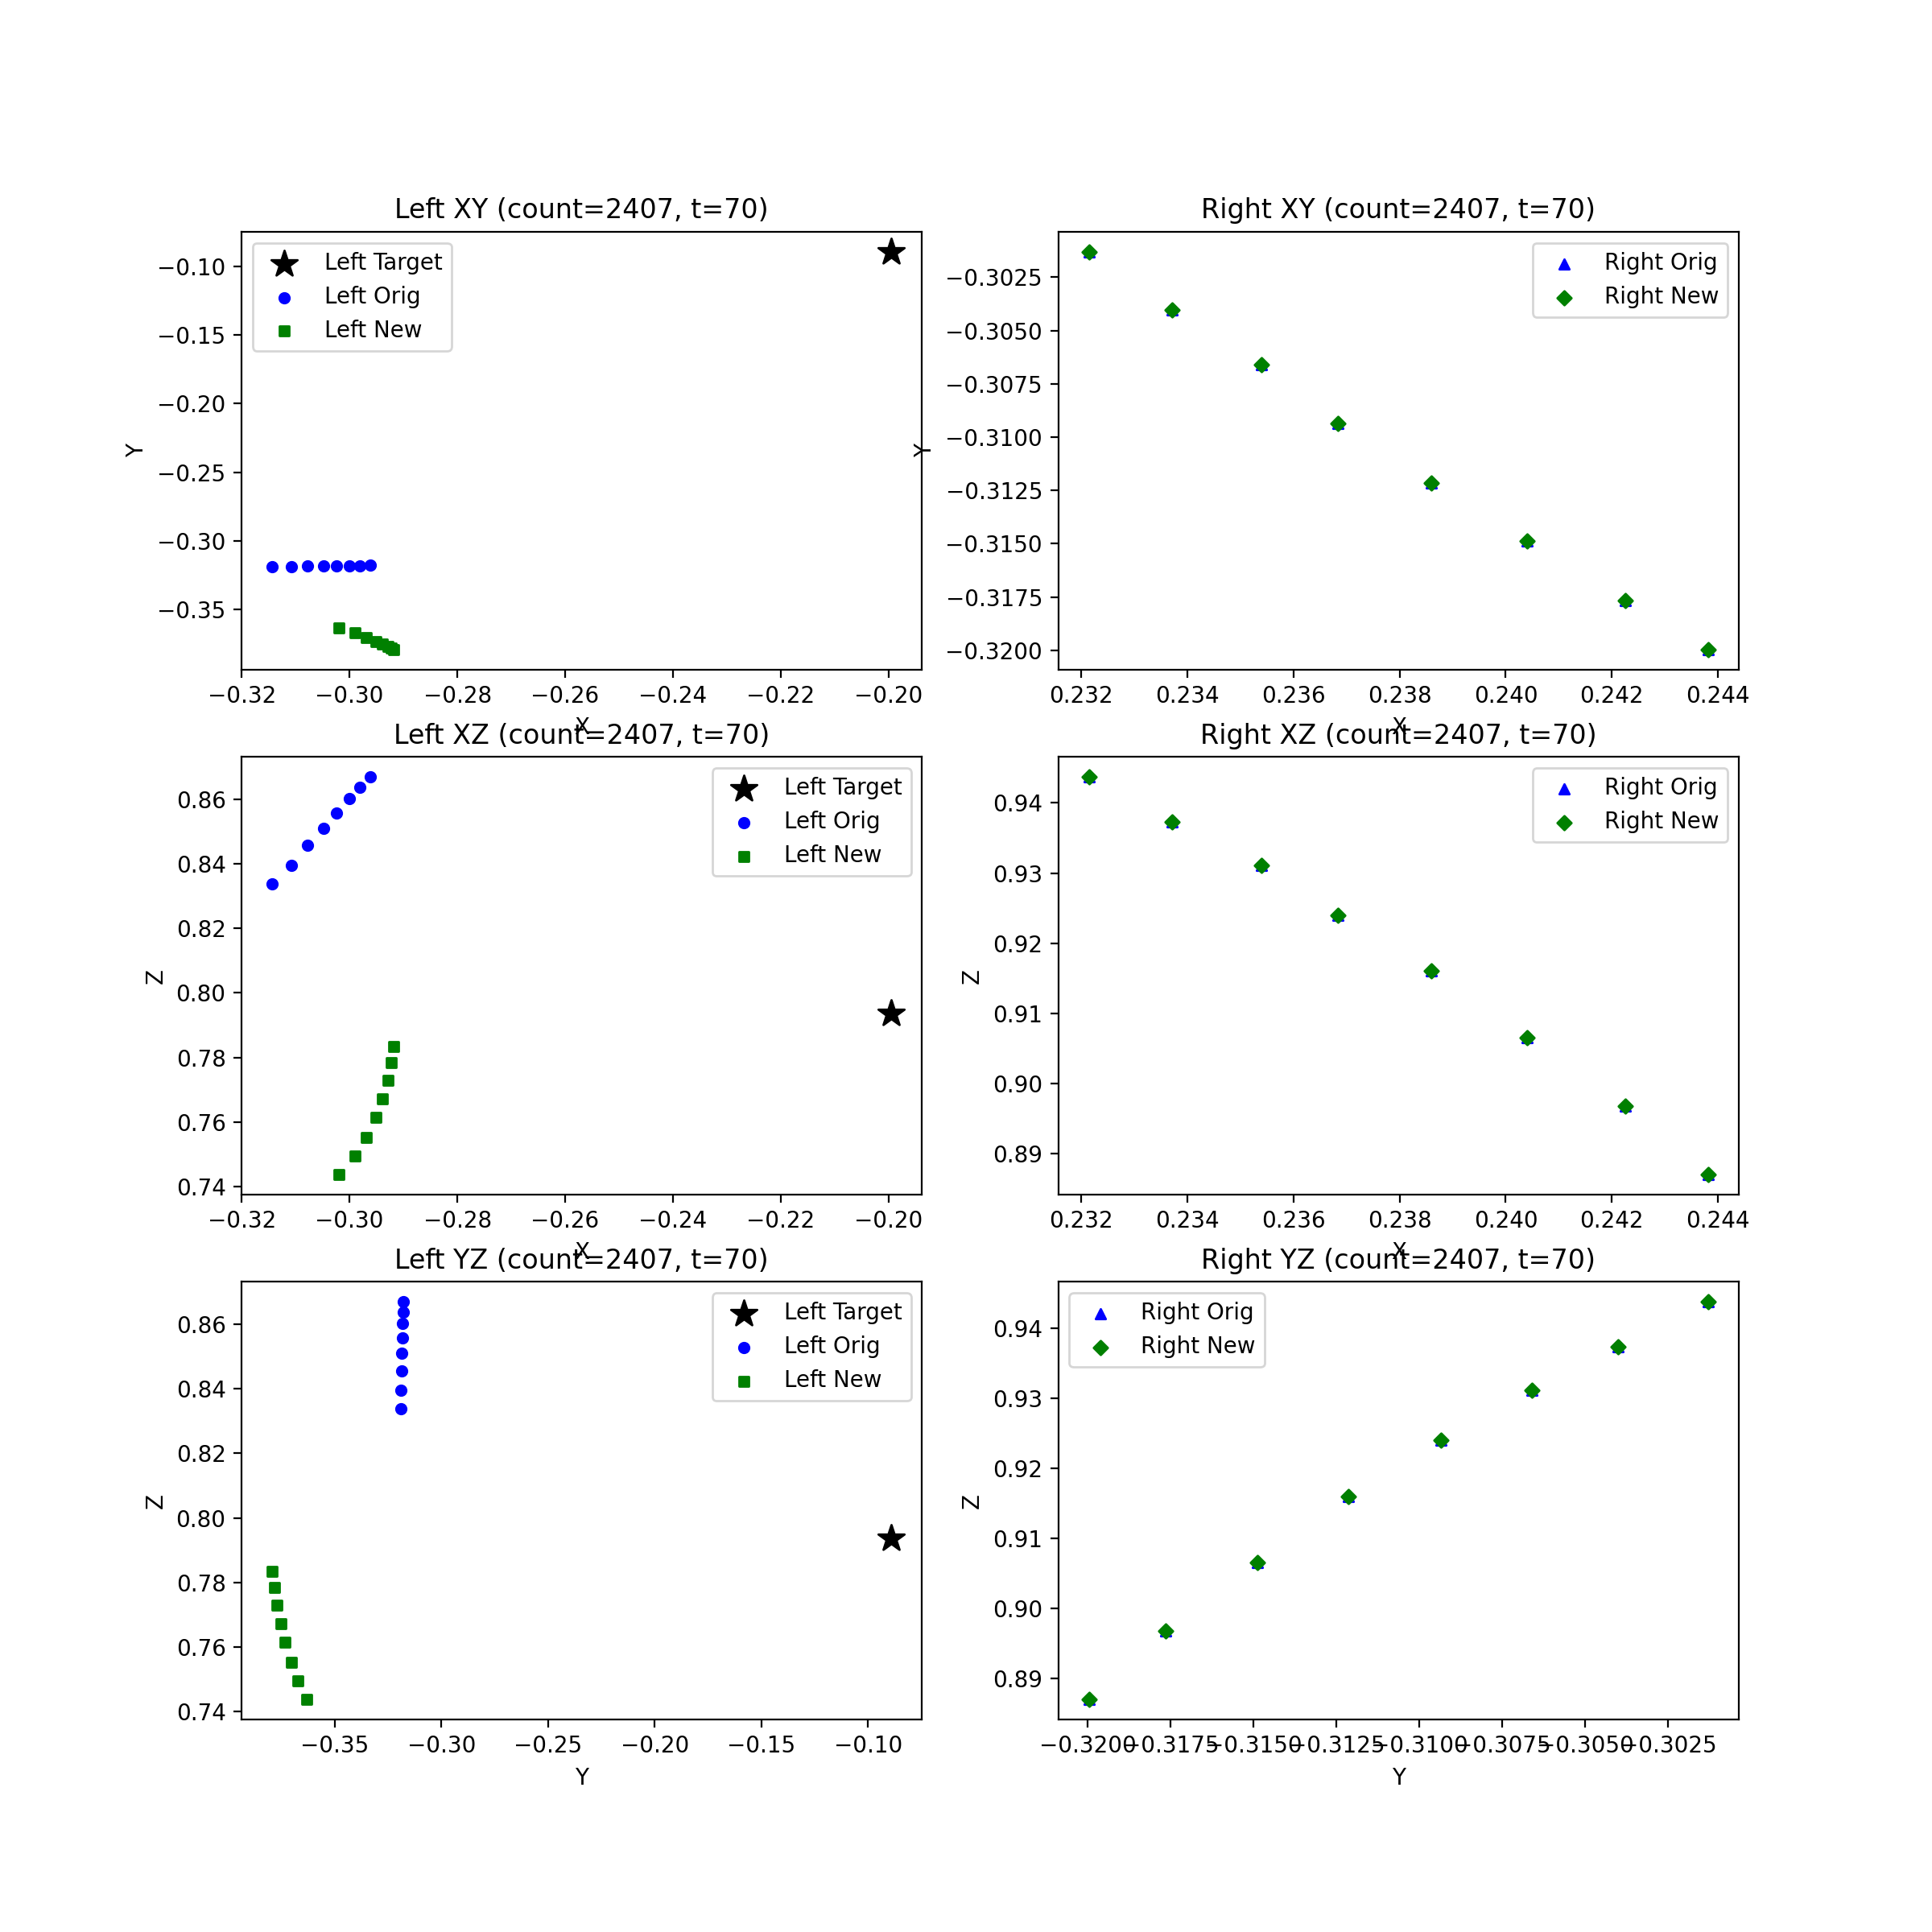 Left XY (count=2407, t=70)
Left Target
Left Orig
Left New
−0.10
−0.15
−0.20
−0.25
−0.30
−0.35
Y
−0.32 −0.30 −0.28 −0.26 −0.24 −0.22 −0.20
X
Right XY (count=2407, t=70)
Right Orig
Right New
−0.3025
−0.3050
−0.3075
−0.3100
−0.3125
−0.3150
−0.3175
−0.3200
Y
0.232 0.234 0.236 0.238 0.240 0.242 0.244
X
Left XZ (count=2407, t=70)
Left Target
Left Orig
Left New
0.86
0.84
0.82
0.80
0.78
0.76
0.74
Z
−0.32 −0.30 −0.28 −0.26 −0.24 −0.22 −0.20
X
Right XZ (count=2407, t=70)
Right Orig
Right New
0.94
0.93
0.92
0.91
0.90
0.89
Z
0.232 0.234 0.236 0.238 0.240 0.242 0.244
X
Left YZ (count=2407, t=70)
Left Target
Left Orig
Left New
0.86
0.84
0.82
0.80
0.78
0.76
0.74
Z
−0.35 −0.30 −0.25 −0.20 −0.15 −0.10
Y
Right YZ (count=2407, t=70)
Right Orig
Right New
0.94
0.93
0.92
0.91
0.90
0.89
Z
−0.3200 −0.3175 −0.3150 −0.3125 −0.3100 −0.3075 −0.3050 −0.3025
Y